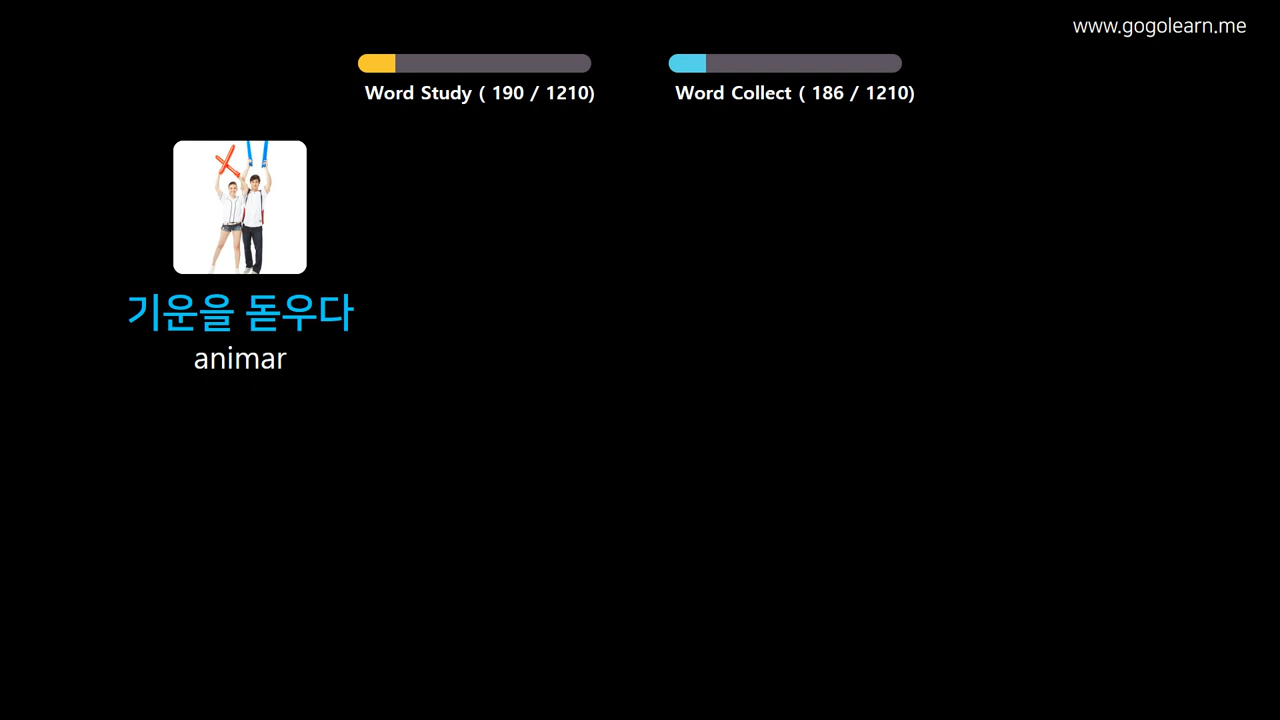 www.gogolearn.me
Word Study ( 190 / 1210)
Word Collect ( 186 / 1210)
기운을 돋우다
animar